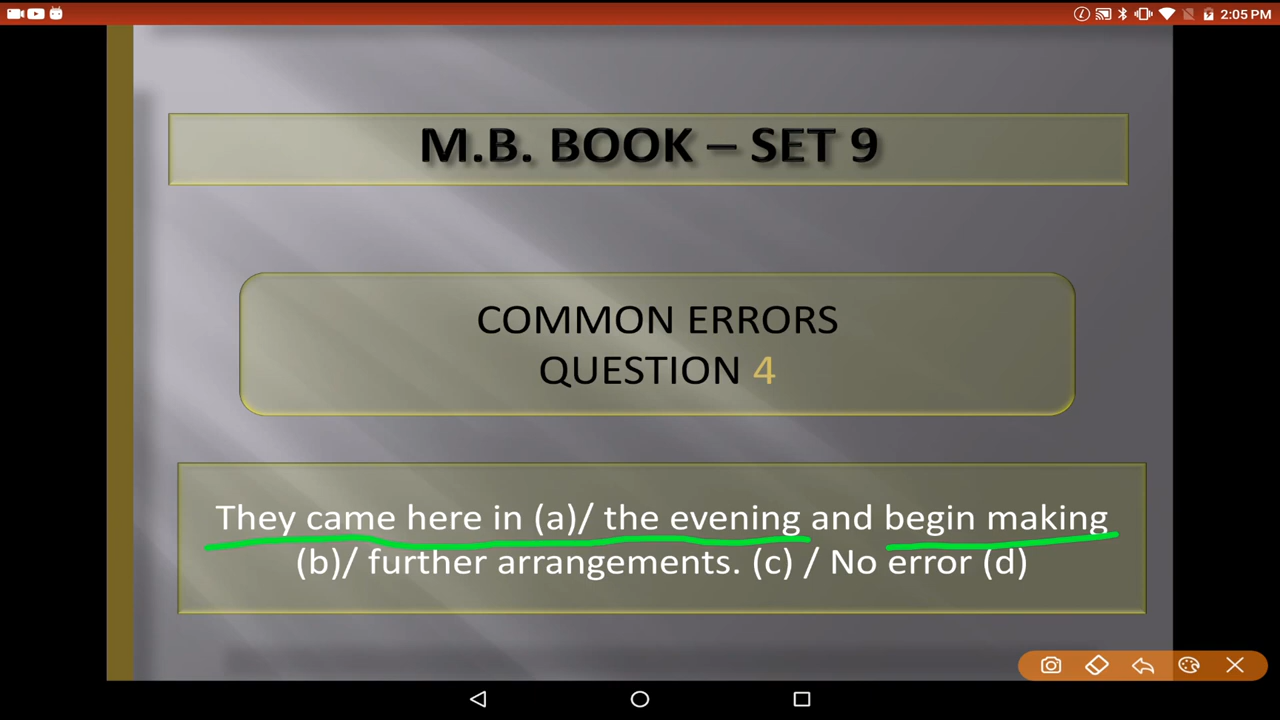 2:05 PM
M.B. BOOK – SET 9
COMMON ERRORS
QUESTION 4
They came here in (a)/ the evening and begin making
(b)/ further arrangements. (c) / No error (d)